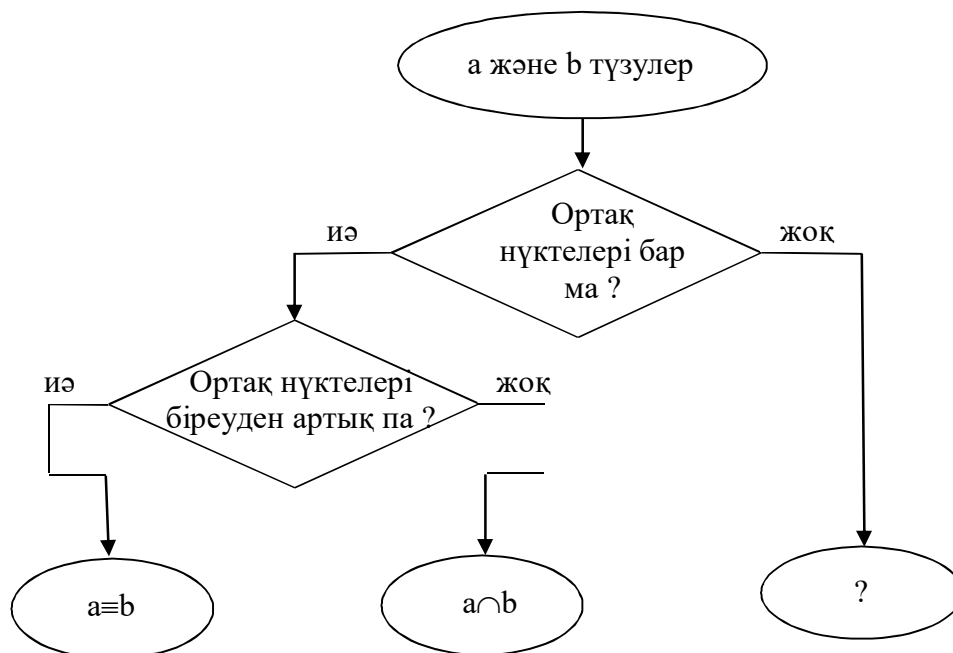 a және b түзулер
Ортақ
нүктелері бар
ма ?
иә
жоқ
Ортақ нүктелері
біреуден артық па ?
иә
жоқ
a≡b
a∩b
?